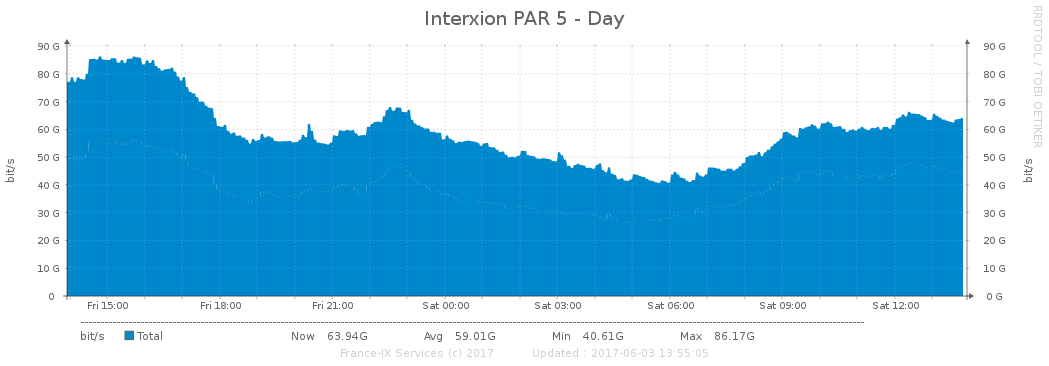 Interxion PAR 5 - Day
RRDTOOL / TOBI OETIKER
90 G 90 G
80 G 80 G
70 G 70 G
60 G 60 G
50 G 50 G
40 G 40 G
30 G 30 G
20 G 20 G
10 G 10 G
0 0 G
bit/s bit/s
Fri 15:00 Fri 18:00 Fri 21:00 Sat 00:00 Sat 03:00 Sat 06:00 Sat 09:00 Sat 12:00
bit/s Total Now 63.94G Avg 59.01G Min 40.61G Max 86.17G
France-IX Services (c) 2017 Updated : 2017-06-03 13:55:05